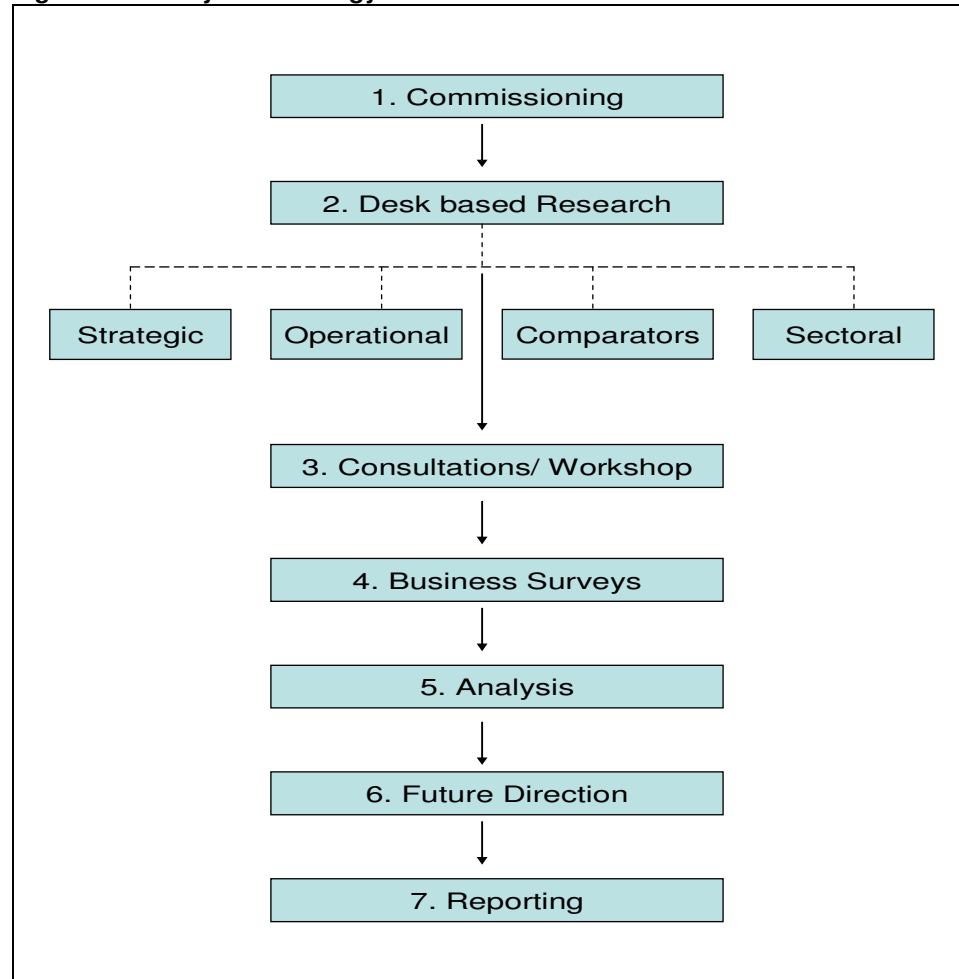 1. Commissioning
2. Desk based Research
Strategic
Operational
Comparators
Sectoral
3. Consultations/ Workshop
4. Business Surveys
5. Analysis
6. Future Direction
7. Reporting